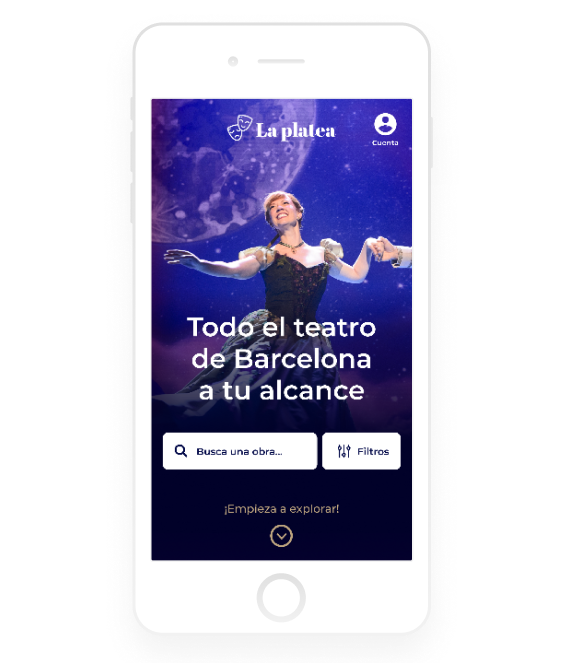 La platea
Cuenta
Todo el teatro
de Barcelona
a tu alcance
Busca una obra...
Filtros
¡Empieza a explorar!